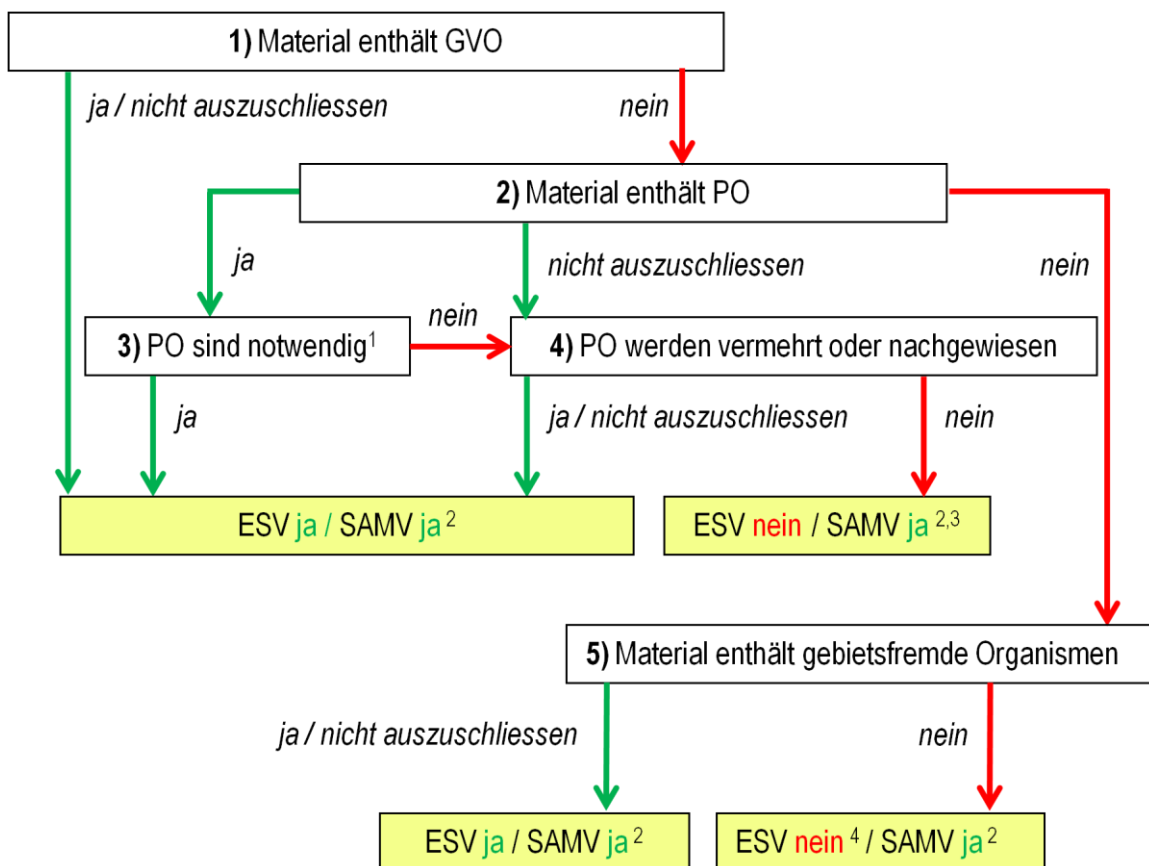 1) Material enthält GVO
ja / nicht auszuschliessen
nein
2) Material enthält PO
ja
nicht auszuschliessen
nein
nein
3) PO sind notwendig¹
4) PO werden vermehrt oder nachgewiesen
ja
ja / nicht auszuschliessen
nein
ESV ja / SAMV ja ²
ESV nein / SAMV ja ²,³
5) Material enthält gebietsfremde Organismen
ja / nicht auszuschliessen
nein
ESV ja / SAMV ja ²
ESV nein ⁴ / SAMV ja ²